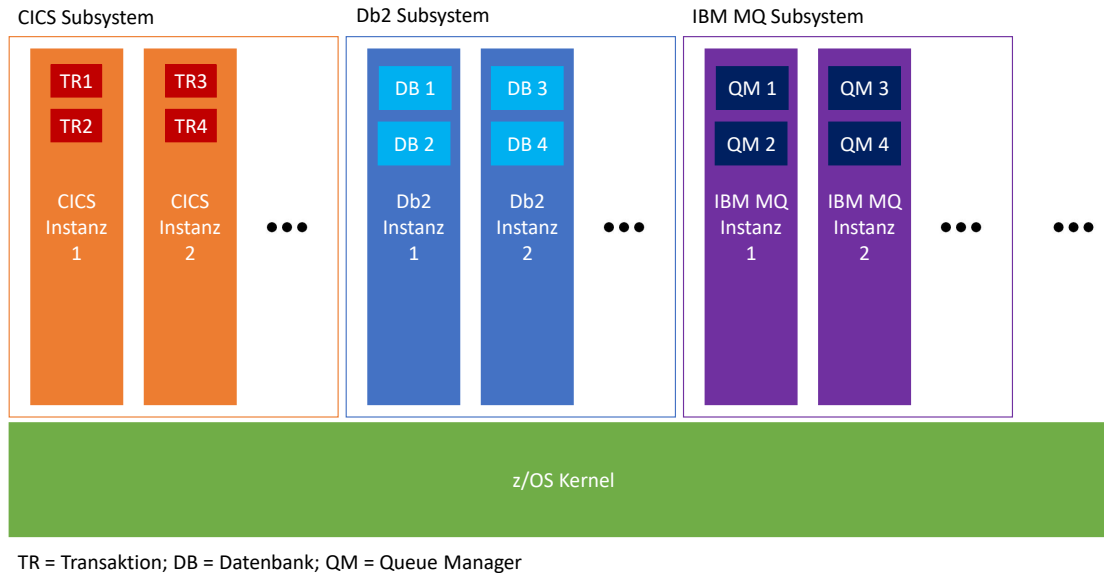 CICS Subsystem
Db2 Subsystem
IBM MQ Subsystem
TR1
TR2
CICS
Instanz
1
TR3
TR4
CICS
Instanz
2
•••
DB 1
DB 2
Db2
Instanz
1
DB 3
DB 4
Db2
Instanz
2
•••
QM 1
QM 2
IBM MQ
Instanz
1
QM 3
QM 4
IBM MQ
Instanz
2
•••
•••
z/OS Kernel
TR = Transaktion; DB = Datenbank; QM = Queue Manager